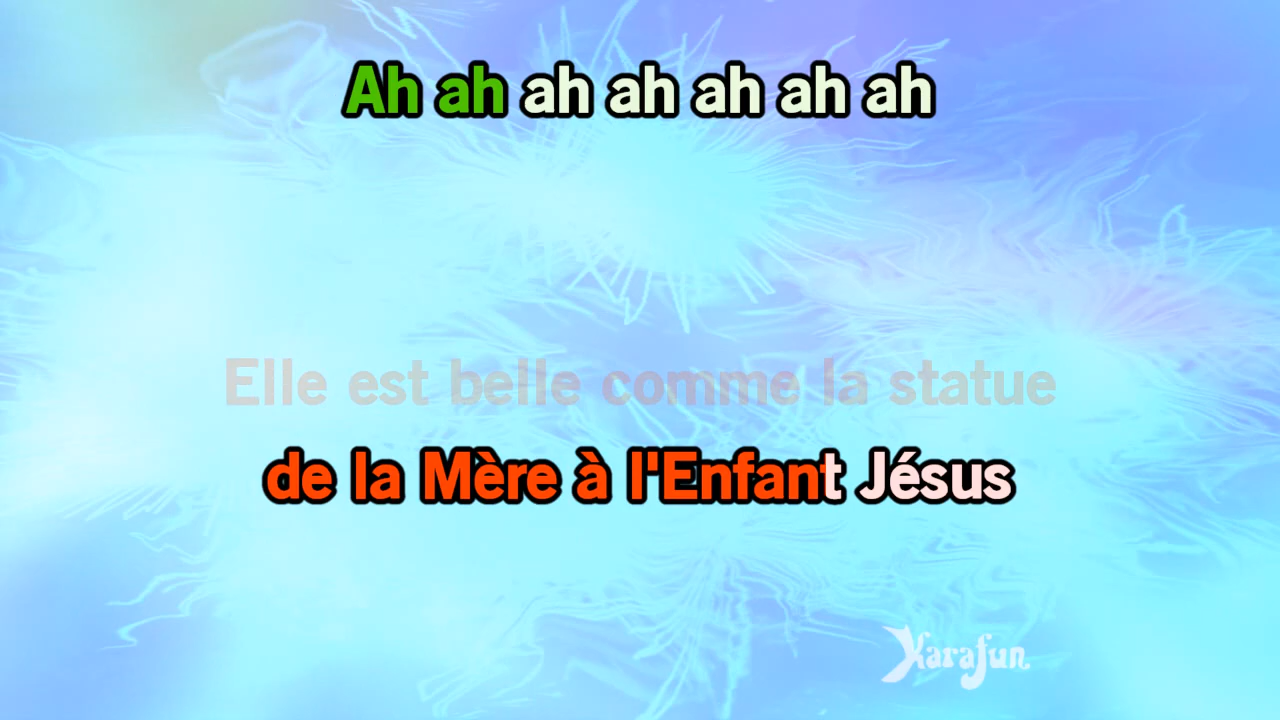 Ah ah ah ah ah ah ah
Elle est belle comme la statue
de la Mère à l'Enfant Jésus
Karafun